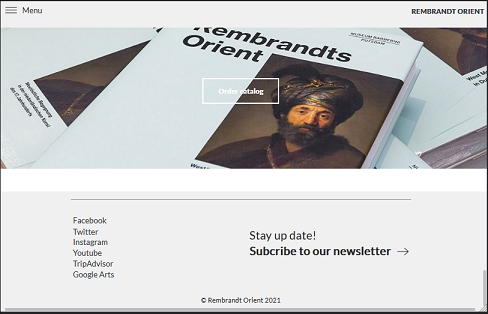 Menu
REMBRANDT ORIENT
Rembrandts
Orient
MUSEUM BARBERINI
POTSDAM
Order catalog
Facebook
Twitter
Instagram
Youtube
TripAdvisor
Google Arts
Stay up date!
Subcribe to our newsletter
© Rembrandt Orient 2021